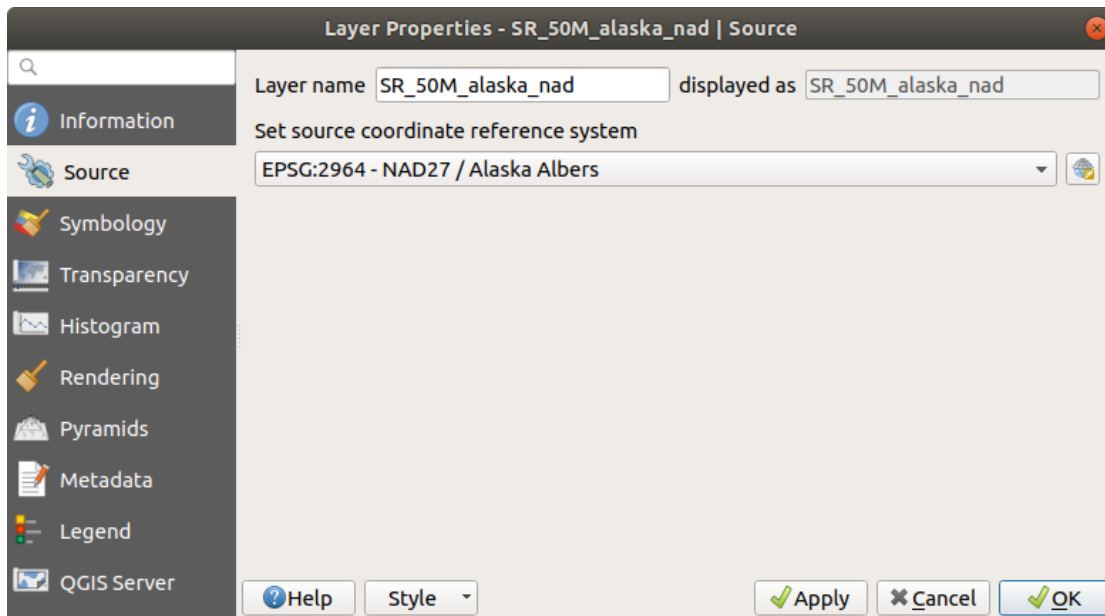 Layer Properties - SR_50M_alaska_nad | Source
Information
Source
Symbology
Transparency
Histogram
Rendering
Pyramids
Metadata
Legend
QGIS Server
Layer name SR_50M_alaska_nad displayed as SR_50M_alaska_nad
Set source coordinate reference system
EPSG:2964 - NAD27 / Alaska Albers
Help Style Apply Cancel OK